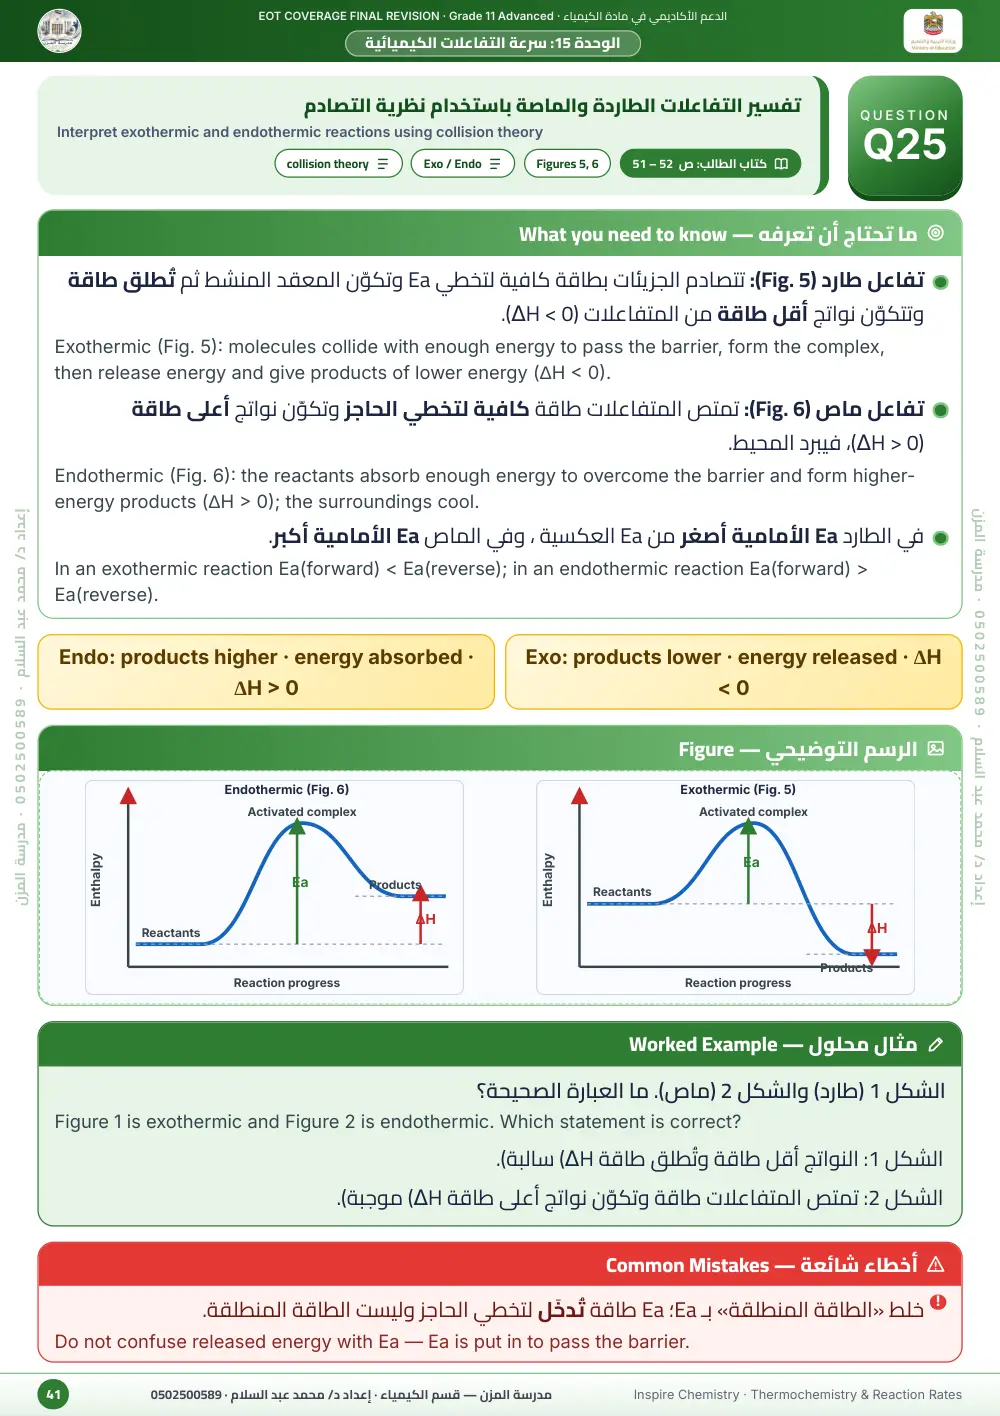 EOT COVERAGE FINAL REVISION · Grade 11 Advanced · الدعم الأكاديمي في مادة الكيمياء
الوحدة 15: سرعة التفاعلات الكيميائية
QUESTION
Q25
تفسير التفاعلات الطاردة والماصة باستخدام نظرية التصادم
Interpret exothermic and endothermic reactions using collision theory
كتاب الطالب: ص 52 – 51
Figures 5, 6
Exo / Endo
collision theory
ما تحتاج أن تعرفه — What you need to know
تفاعل طارد (Fig. 5): تتصادم الجزيئات بطاقة كافية لتخطي Ea وتكوّن المعقد المنشط ثم تُطلق طاقة
وتتكوّن نواتج أقل طاقة من المتفاعلات (ΔH < 0).
Exothermic (Fig. 5): molecules collide with enough energy to pass the barrier, form the complex,
then release energy and give products of lower energy (ΔH < 0).
تفاعل ماص (Fig. 6): تمتص المتفاعلات طاقة كافية لتخطي الحاجز وتكوّن نواتج أعلى طاقة
(ΔH > 0)، فيبرد المحيط.
Endothermic (Fig. 6): the reactants absorb enough energy to overcome the barrier and form higher-
energy products (ΔH > 0); the surroundings cool.
في الطارد Ea الأمامية أصغر من Ea العكسية ، وفي الماص Ea الأمامية أكبر.
In an exothermic reaction Ea(forward) < Ea(reverse); in an endothermic reaction Ea(forward) >
Ea(reverse).
Exo: products lower · energy released · ΔH
< 0
Endo: products higher · energy absorbed ·
ΔH > 0
الرسم التوضيحي — Figure
Exothermic (Fig. 5)
Activated complex
Ea
Reactants
ΔH
Products
Enthalpy
Reaction progress
Endothermic (Fig. 6)
Activated complex
Ea
Products
ΔH
Reactants
Enthalpy
Reaction progress
مثال محلول — Worked Example
الشكل 1 (طارد) والشكل 2 (ماص). ما العبارة الصحيحة؟
Figure 1 is exothermic and Figure 2 is endothermic. Which statement is correct?
الشكل 1: النواتج أقل طاقة وتُطلق طاقة ΔH) سالبة).
الشكل 2: تمتص المتفاعلات طاقة وتكوّن نواتج أعلى طاقة ΔH) موجبة).
أخطاء شائعة — Common Mistakes
خلط «الطاقة المنطلقة» بـ Ea؛ Ea طاقة تُدخَل لتخطي الحاجز وليست الطاقة المنطلقة.
Do not confuse released energy with Ea — Ea is put in to pass the barrier.
إعداد د/ محمد عبد السلام · 0502500589 · مدرسة المزن
إعداد د/ محمد عبد السلام · 0502500589 · مدرسة المزن
41
مدرسة المزن — قسم الكيمياء · إعداد د/ محمد عبد السلام · 0502500589
Inspire Chemistry · Thermochemistry & Reaction Rates